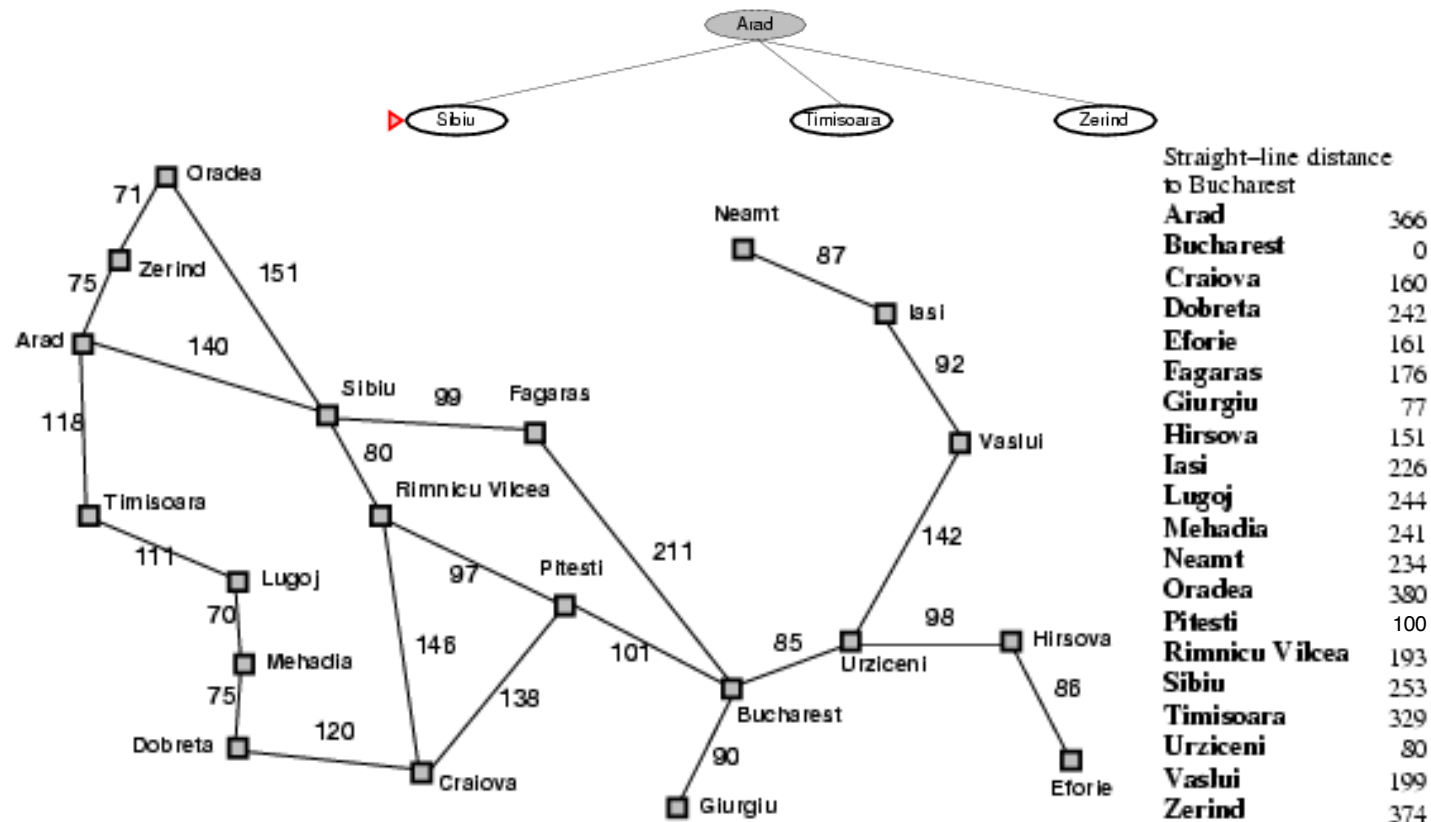 Arad
Sibiu
Timisoara
Zerind
Straight–line distance
to Bucharest
Arad 366
Bucharest 0
Craiova 160
Dobreta 242
Eforie 161
Fagaras 176
Giurgiu 77
Hirsova 151
Iasi 226
Lugoj 244
Mehadia 241
Neamt 234
Oradea 380
Pitesti 100
Rimnicu Vilcea 193
Sibiu 253
Timisoara 329
Urziceni 80
Vaslui 199
Zerind 374
Oradea
71
Neamt
87
Zerind
151
75
Iasi
Arad
140
92
Sibiu
99
Fagaras
118
Vaslui
80
Rimnicu Vilcea
Timisoara
142
111
211
97
Pitesti
Lugoj
70
98
Hirsova
146
101
85
Urziceni
Mehadia
75
138
86
Bucharest
120
Dobreta
90
Craiova
Eforie
Giurgiu